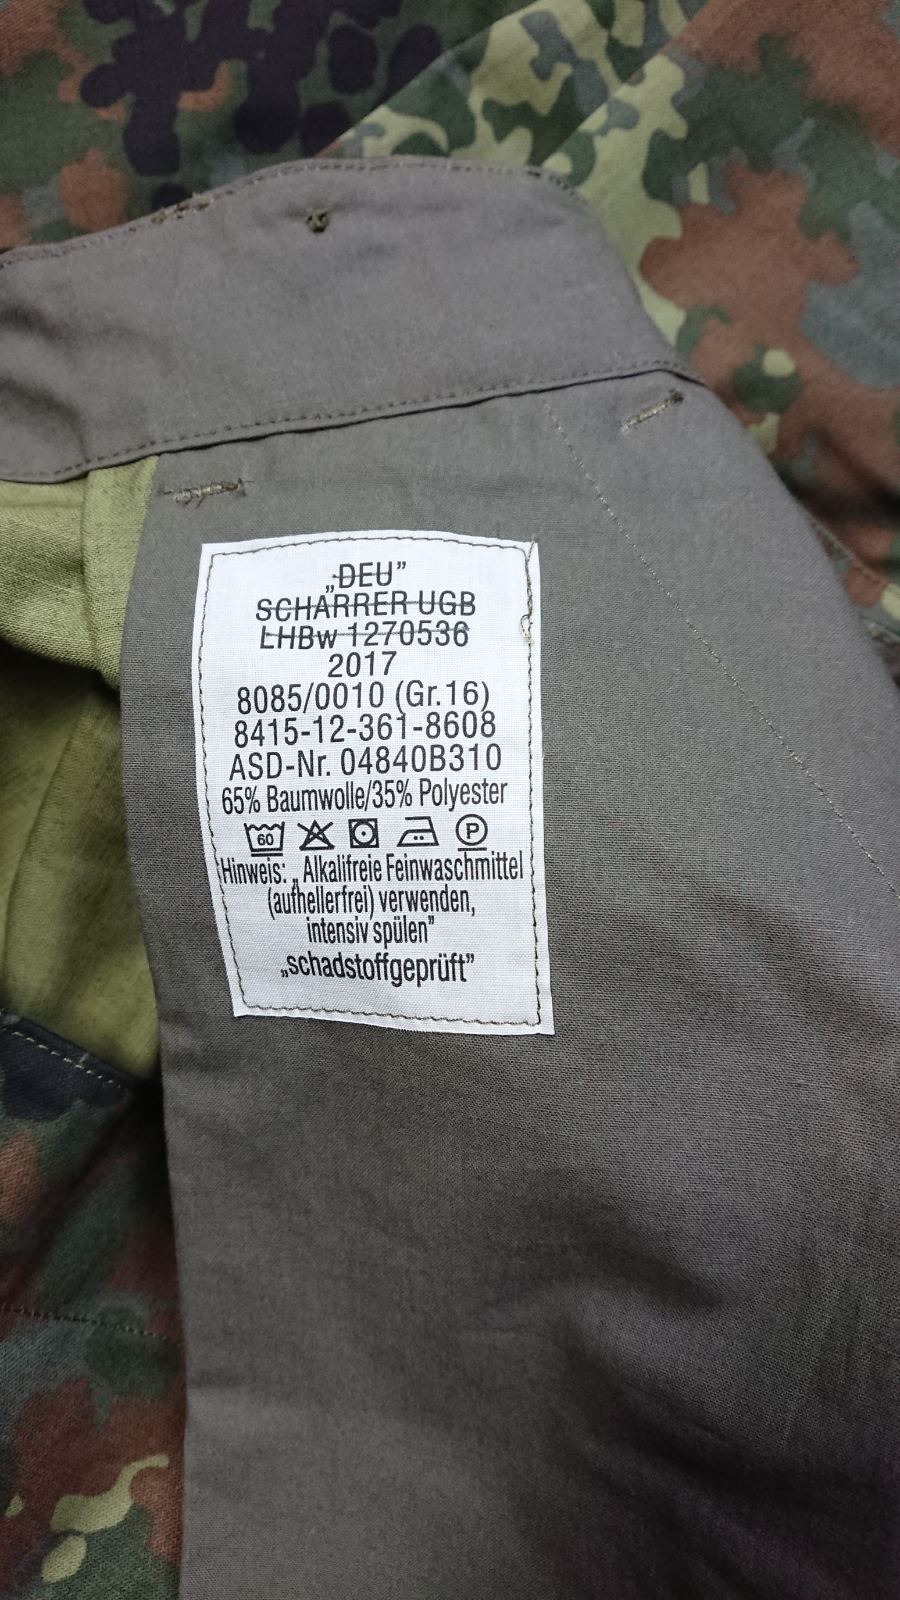 „DEU”
SCHARRER UGB
LHBw 1270536
2017
8085/0010 (Gr.16)
8415-12-361-8608
ASD-Nr. 04840B310
65% Baumwolle/35% Polyester
60 P
Hinweis: „Alkalifreie Feinwaschmittel
(aufhellerfrei) verwenden,
intensiv spülen”
„schadstoffgeprüft”